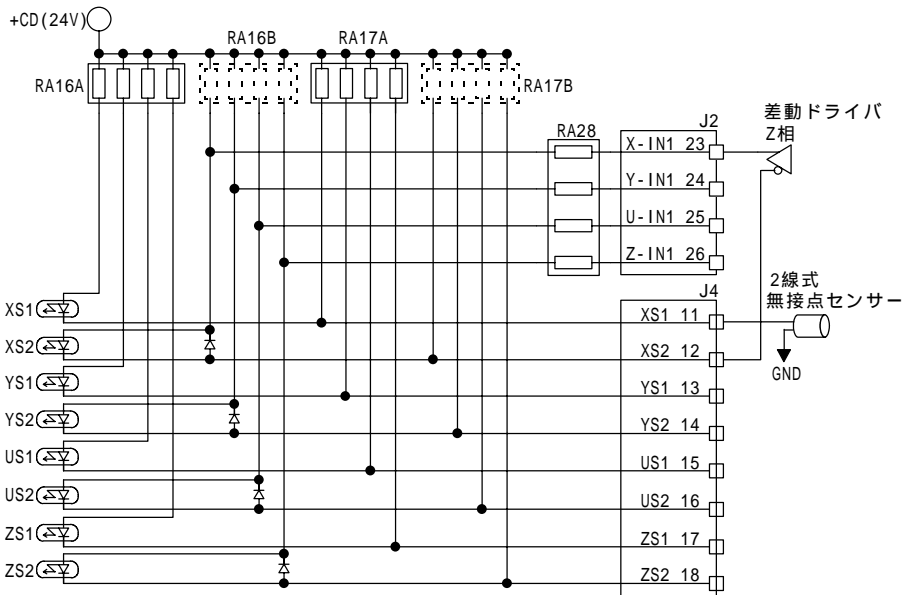 +CD(24V)
RA16B
RA17A
RA16A
RA17B
差動ドライバ
Z相
J2
RA28
X-IN1 23
Y-IN1 24
U-IN1 25
Z-IN1 26
2線式
無接点センサー
J4
XS1
XS1 11
XS2
XS2 12
GND
YS1
YS1 13
YS2
YS2 14
US1
US1 15
US2
US2 16
ZS1
ZS1 17
ZS2
ZS2 18